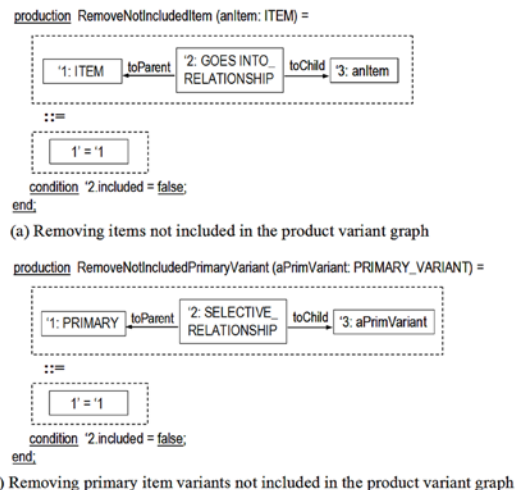 production RemoveNotIncludedItem (anItem: ITEM) =
'1: ITEM
toParent
'2: GOES INTO_
RELATIONSHIP
toChild
'3: anItem
::=
1' = '1
condition '2.included = false;
end;
(a) Removing items not included in the product variant graph
production RemoveNotIncludedPrimaryVariant (aPrimVariant: PRIMARY_VARIANT) =
'1: PRIMARY
toParent
'2: SELECTIVE_
RELATIONSHIP
toChild
'3: aPrimVariant
::=
1' = '1
condition '2.included = false;
end;
) Removing primary item variants not included in the product variant graph